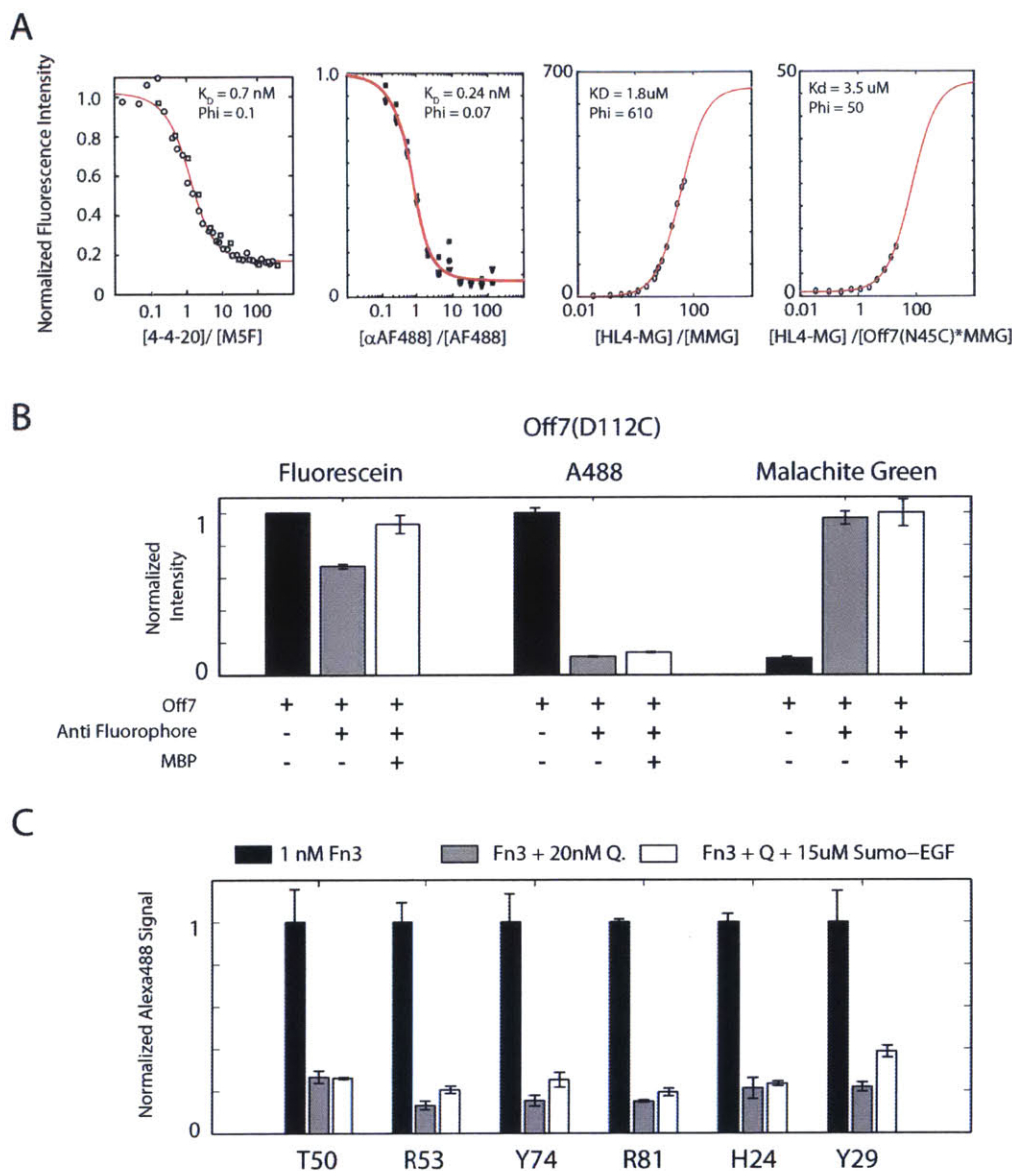 A
Normalized Fluorescence Intensity
1.0
0.8
0.6
0.4
0.2
0
K_D = 0.7 nM
Phi = 0.1
0.1 1 10 100
[4-4-20]/ [M5F]
1.0
0
K_D = 0.24 nM
Phi = 0.07
0.1 1 10 100
[αAF488] /[AF488]
700
0
KD = 1.8uM
Phi = 610
0.01 1 100
[HL4-MG] /[MMG]
50
0
Kd = 3.5 uM
Phi = 50
0.01 1 100
[HL4-MG] /[Off7(N45C)*MMG]
B
Off7(D112C)
Fluorescein A488 Malachite Green
Normalized
Intensity
1
0
Off7 + + + + + + + + +
Anti Fluorophore - + + - + + - + +
MBP - - + - - + - - +
C
1 nM Fn3 Fn3 + 20nM Q. Fn3 + Q + 15uM Sumo-EGF
Normalized Alexa488 Signal
1
0
T50 R53 Y74 R81 H24 Y29